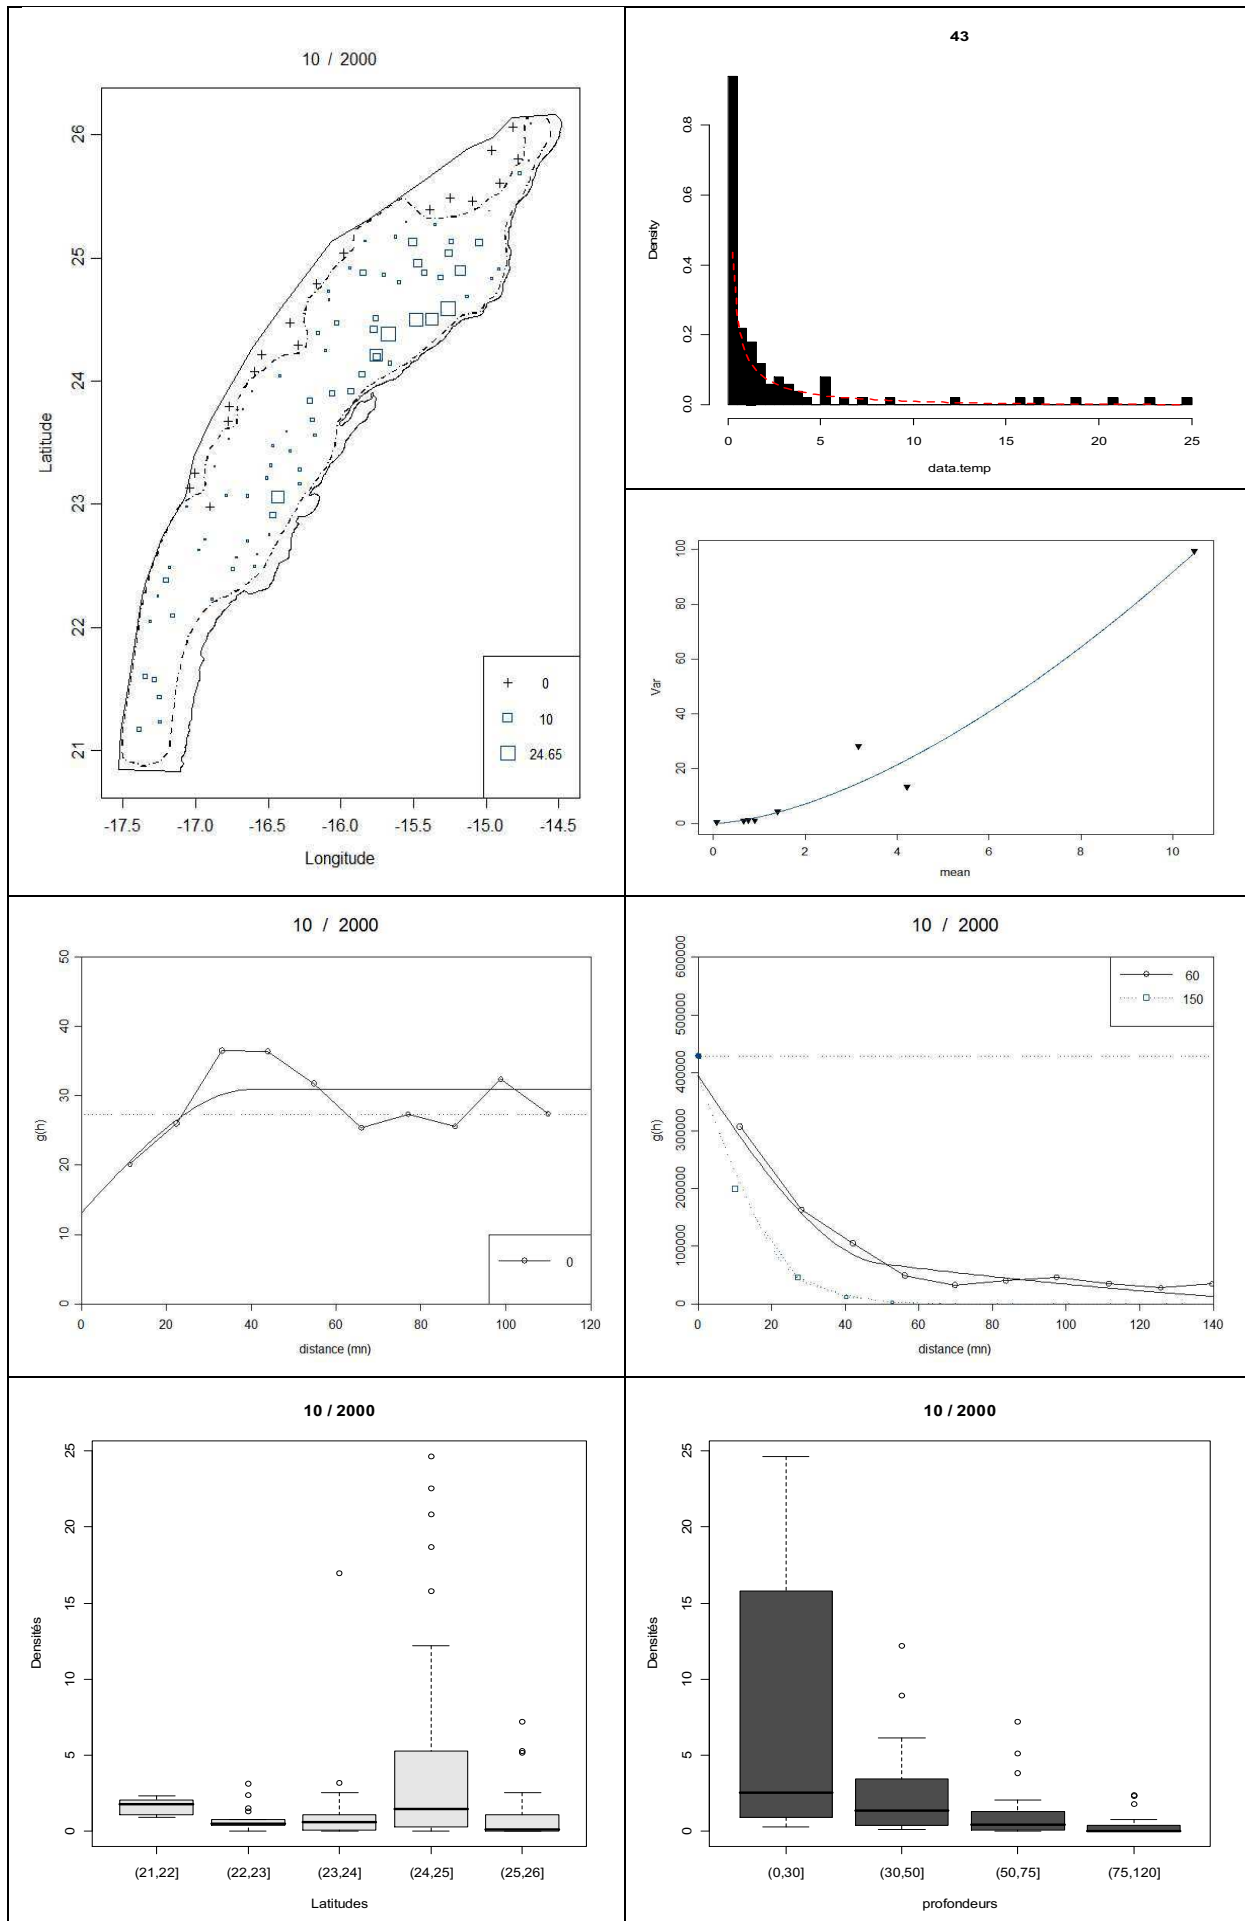 10 / 2000
26
25
24
23
22
21
Latitude
0
10
24.65
-17.5 -17.0 -16.5 -16.0 -15.5 -15.0 -14.5
Longitude
43
0.8
0.6
0.4
0.2
0.0
Density
0 5 10 15 20 25
data.temp
100
80
60
40
20
0
Var
0 2 4 6 8 10
mean
10 / 2000
50
40
30
20
10
0
g(h)
0
0 20 40 60 80 100 120
distance (mn)
10 / 2000
600000
500000
400000
300000
200000
100000
0
g(h)
60
150
0 20 40 60 80 100 120 140
distance (mn)
10 / 2000
25
20
15
10
5
0
Densités
(21,22] (22,23] (23,24] (24,25] (25,26]
Latitudes
10 / 2000
25
20
15
10
5
0
Densités
(0,30] (30,50] (50,75] (75,120]
profondeurs